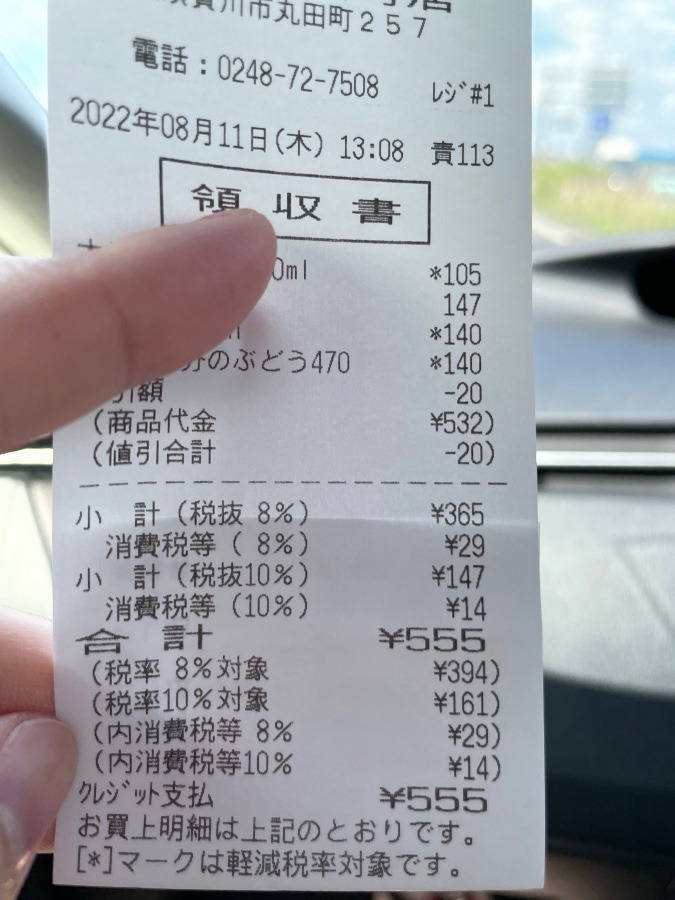 川市丸田町257
電話：0248-72-7508 ﾚｼﾞ#1
2022年08月11日(木) 13:08 責113
領収書
0ml *105
147
*140
のぶどう470 *140
引額 -20
(商品代金 ¥532)
(値引合計 -20)
小 計(税抜 8%) ¥365
消費税等( 8%) ¥29
小 計(税抜10%) ¥147
消費税等(10%) ¥14
合 計 ¥555
(税率 8%対象 ¥394)
(税率10%対象 ¥161)
(内消費税等 8% ¥29)
(内消費税等10% ¥14)
ｸﾚｼﾞｯﾄ支払 ¥555
お買上明細は上記のとおりです。
[*]マークは軽減税率対象です。